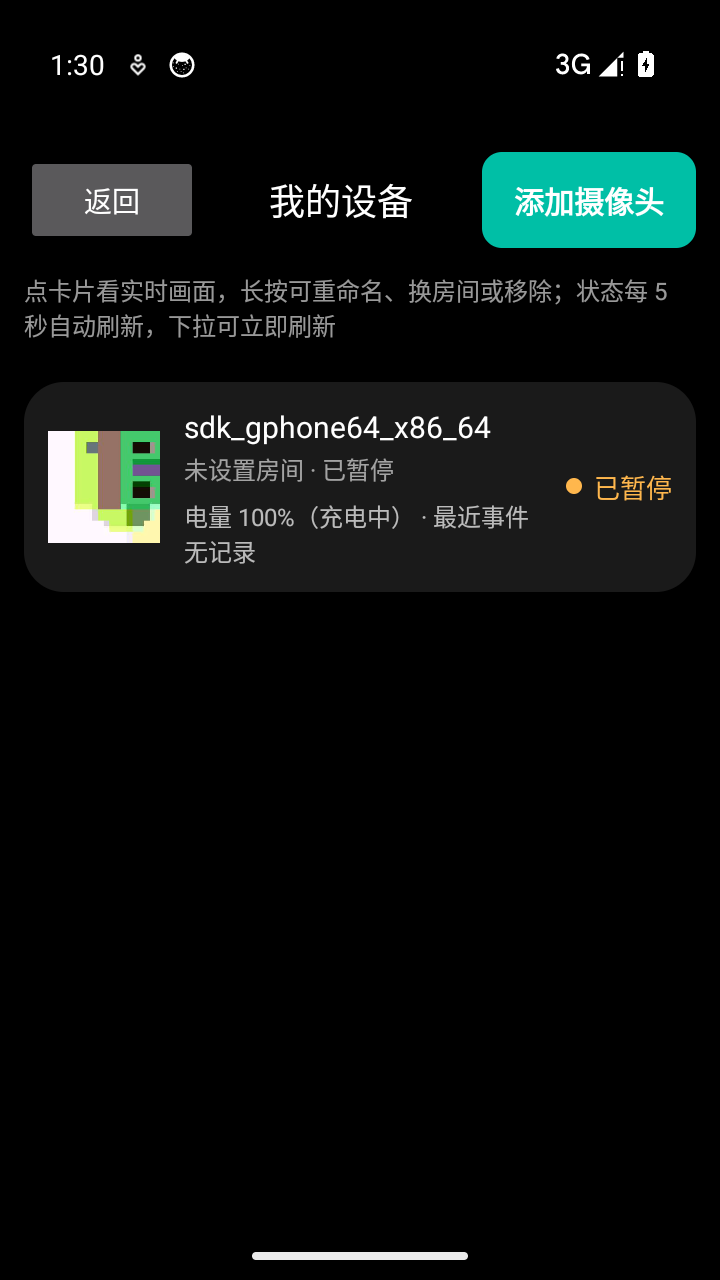 1:30
3G
返回
我的设备
添加摄像头
点卡片看实时画面，长按可重命名、换房间或移除；状态每 5
秒自动刷新，下拉可立即刷新
sdk_gphone64_x86_64
未设置房间 · 已暂停
已暂停
电量 100%（充电中） · 最近事件
无记录